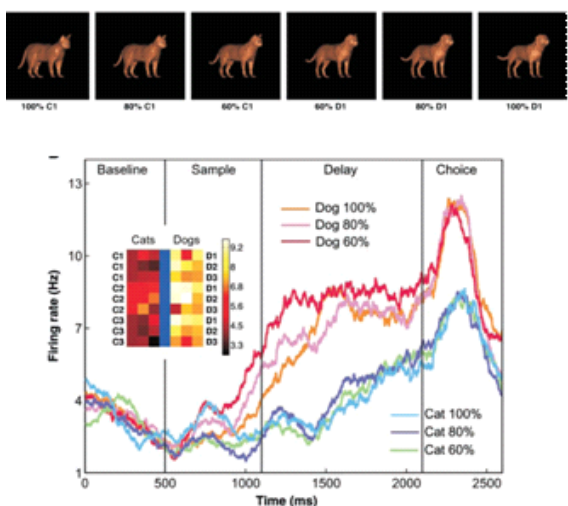 100% C1 80% C1 60% C1 60% D1 80% D1 100% D1
Baseline Sample Delay Choice
13
10
7
4
1
Firing rate (Hz)
Dog 100%
Dog 80%
Dog 60%
Cats Dogs
C1 D1
C1 D2
C1 D3
C2 D1
C2 D2
C2 D3
C3 D1
C3 D2
C3 D3
9.2
8
6.8
5.6
4.5
3.3
Cat 100%
Cat 80%
Cat 60%
0 500 1000 1500 2000 2500
Time (ms)